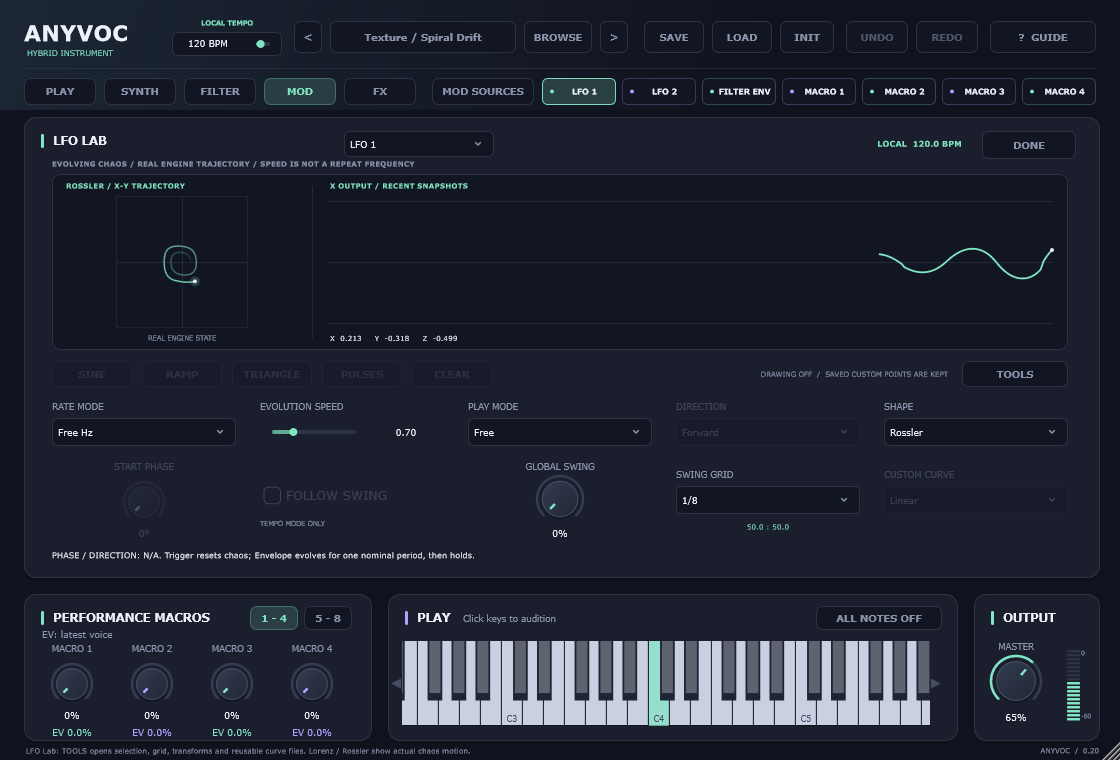 ANYVOC
HYBRID INSTRUMENT
LOCAL TEMPO
120 BPM
<
Texture / Spiral Drift
BROWSE
>
SAVE
LOAD
INIT
UNDO
REDO
? GUIDE
PLAY
SYNTH
FILTER
MOD
FX
MOD SOURCES
LFO 1
LFO 2
FILTER ENV
MACRO 1
MACRO 2
MACRO 3
MACRO 4
LFO LAB
LFO 1
LOCAL 120.0 BPM
DONE
EVOLVING CHAOS / REAL ENGINE TRAJECTORY / SPEED IS NOT A REPEAT FREQUENCY
ROSSLER / X-Y TRAJECTORY
X OUTPUT / RECENT SNAPSHOTS
REAL ENGINE STATE
X 0.213 Y -0.318 Z -0.499
SINE
RAMP
TRIANGLE
PULSES
CLEAR
DRAWING OFF / SAVED CUSTOM POINTS ARE KEPT
TOOLS
RATE MODE
EVOLUTION SPEED
PLAY MODE
DIRECTION
SHAPE
Free Hz
0.70
Free
Forward
Rossler
START PHASE
GLOBAL SWING
SWING GRID
CUSTOM CURVE
FOLLOW SWING
1/8
Linear
TEMPO MODE ONLY
0°
0%
50.0 : 50.0
PHASE / DIRECTION: N/A. Trigger resets chaos; Envelope evolves for one nominal period, then holds.
PERFORMANCE MACROS
1 - 4
5 - 8
EV: latest voice
MACRO 1
MACRO 2
MACRO 3
MACRO 4
0%
0%
0%
0%
EV 0.0%
EV 0.0%
EV 0.0%
EV 0.0%
PLAY
Click keys to audition
ALL NOTES OFF
C3
C4
C5
OUTPUT
MASTER
0
-60
65%
LFO Lab: TOOLS opens selection, grid, transforms and reusable curve files. Lorenz / Rossler show actual chaos motion.
ANYVOC / 0.20